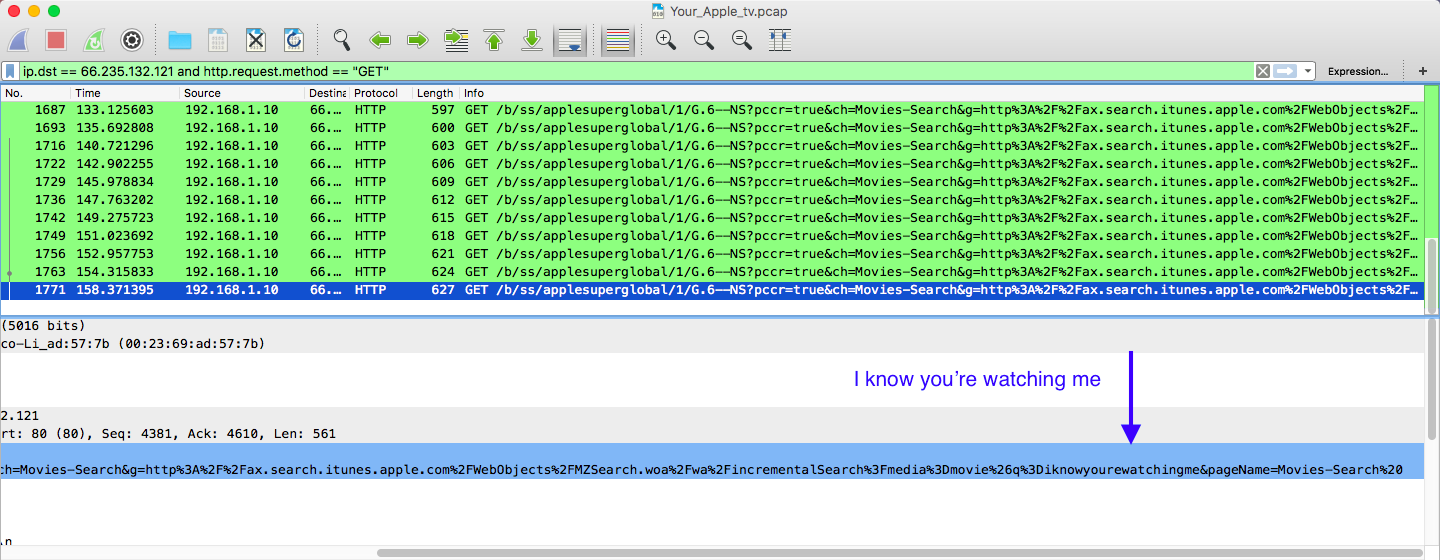 Your_Apple_tv.pcap
ip.dst == 66.235.132.121 and http.request.method == "GET"
Expression...
+
No. Time Source Destina Protocol Length Info
1687 133.125603 192.168.1.10 66.… HTTP 597 GET /b/ss/applesuperglobal/1/G.6--NS?pccr=true&ch=Movies-Search&g=http%3A%2F%2Fax.search.itunes.apple.com%2FWebObjects%2F…
1693 135.692808 192.168.1.10 66.… HTTP 600 GET /b/ss/applesuperglobal/1/G.6--NS?pccr=true&ch=Movies-Search&g=http%3A%2F%2Fax.search.itunes.apple.com%2FWebObjects%2F…
1716 140.721296 192.168.1.10 66.… HTTP 603 GET /b/ss/applesuperglobal/1/G.6--NS?pccr=true&ch=Movies-Search&g=http%3A%2F%2Fax.search.itunes.apple.com%2FWebObjects%2F…
1722 142.902255 192.168.1.10 66.… HTTP 606 GET /b/ss/applesuperglobal/1/G.6--NS?pccr=true&ch=Movies-Search&g=http%3A%2F%2Fax.search.itunes.apple.com%2FWebObjects%2F…
1729 145.978834 192.168.1.10 66.… HTTP 609 GET /b/ss/applesuperglobal/1/G.6--NS?pccr=true&ch=Movies-Search&g=http%3A%2F%2Fax.search.itunes.apple.com%2FWebObjects%2F…
1736 147.763202 192.168.1.10 66.… HTTP 612 GET /b/ss/applesuperglobal/1/G.6--NS?pccr=true&ch=Movies-Search&g=http%3A%2F%2Fax.search.itunes.apple.com%2FWebObjects%2F…
1742 149.275723 192.168.1.10 66.… HTTP 615 GET /b/ss/applesuperglobal/1/G.6--NS?pccr=true&ch=Movies-Search&g=http%3A%2F%2Fax.search.itunes.apple.com%2FWebObjects%2F…
1749 151.023692 192.168.1.10 66.… HTTP 618 GET /b/ss/applesuperglobal/1/G.6--NS?pccr=true&ch=Movies-Search&g=http%3A%2F%2Fax.search.itunes.apple.com%2FWebObjects%2F…
1756 152.957753 192.168.1.10 66.… HTTP 621 GET /b/ss/applesuperglobal/1/G.6--NS?pccr=true&ch=Movies-Search&g=http%3A%2F%2Fax.search.itunes.apple.com%2FWebObjects%2F…
1763 154.315833 192.168.1.10 66.… HTTP 624 GET /b/ss/applesuperglobal/1/G.6--NS?pccr=true&ch=Movies-Search&g=http%3A%2F%2Fax.search.itunes.apple.com%2FWebObjects%2F…
1771 158.371395 192.168.1.10 66.… HTTP 627 GET /b/ss/applesuperglobal/1/G.6--NS?pccr=true&ch=Movies-Search&g=http%3A%2F%2Fax.search.itunes.apple.com%2FWebObjects%2F…
(5016 bits)
co-Li_ad:57:7b (00:23:69:ad:57:7b)
I know you're watching me
2.121
rt: 80 (80), Seq: 4381, Ack: 4610, Len: 561
ch=Movies-Search&g=http%3A%2F%2Fax.search.itunes.apple.com%2FWebObjects%2FMZSearch.woa%2Fwa%2FincrementalSearch%3Fmedia%3Dmovie%26q%3Diknowyourewatchingme&pageName=Movies-Search%20